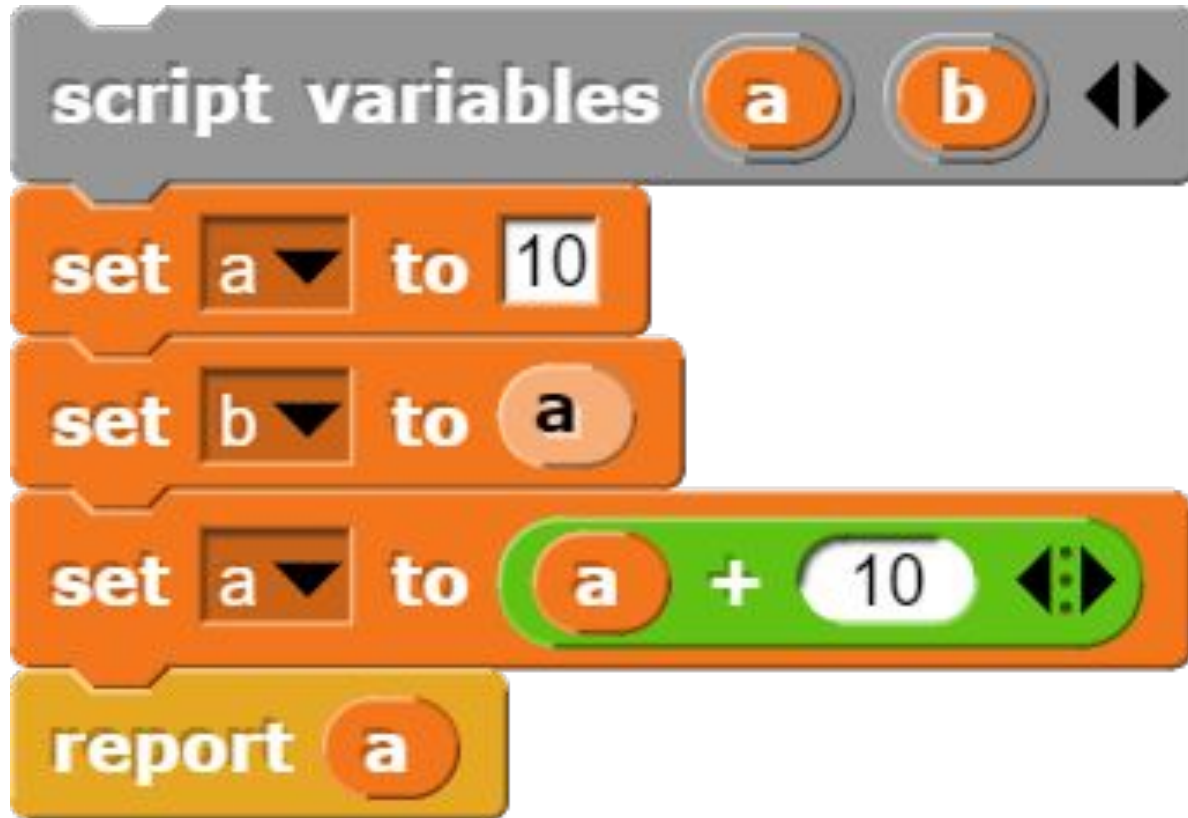 script variables a b
set a to 10
set b to a
set a to a + 10
report a